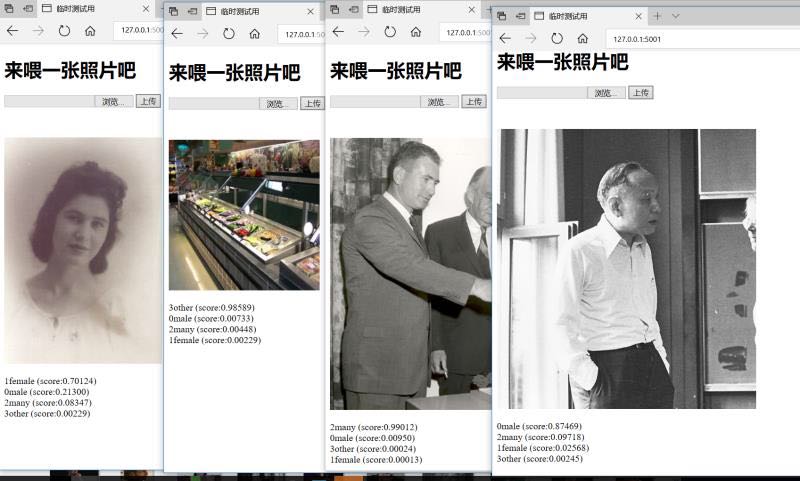 临时测试用
127.0.0.1:500
来喂一张照片吧
浏览...
上传
1female (score:0.70124)
0male (score:0.21300)
2many (score:0.08347)
3other (score:0.00229)
临时测试用
127.0.0.1:50
来喂一张照片吧
浏览...
上传
3other (score:0.98589)
0male (score:0.00733)
2many (score:0.00448)
1female (score:0.00229)
临时测试用
127.0.0.1:500
来喂一张照片吧
浏览...
上传
2many (score:0.99012)
0male (score:0.00950)
3other (score:0.00024)
1female (score:0.00013)
临时测试用
127.0.0.1:5001
来喂一张照片吧
浏览...
上传
0male (score:0.87469)
2many (score:0.09718)
1female (score:0.02568)
3other (score:0.00245)